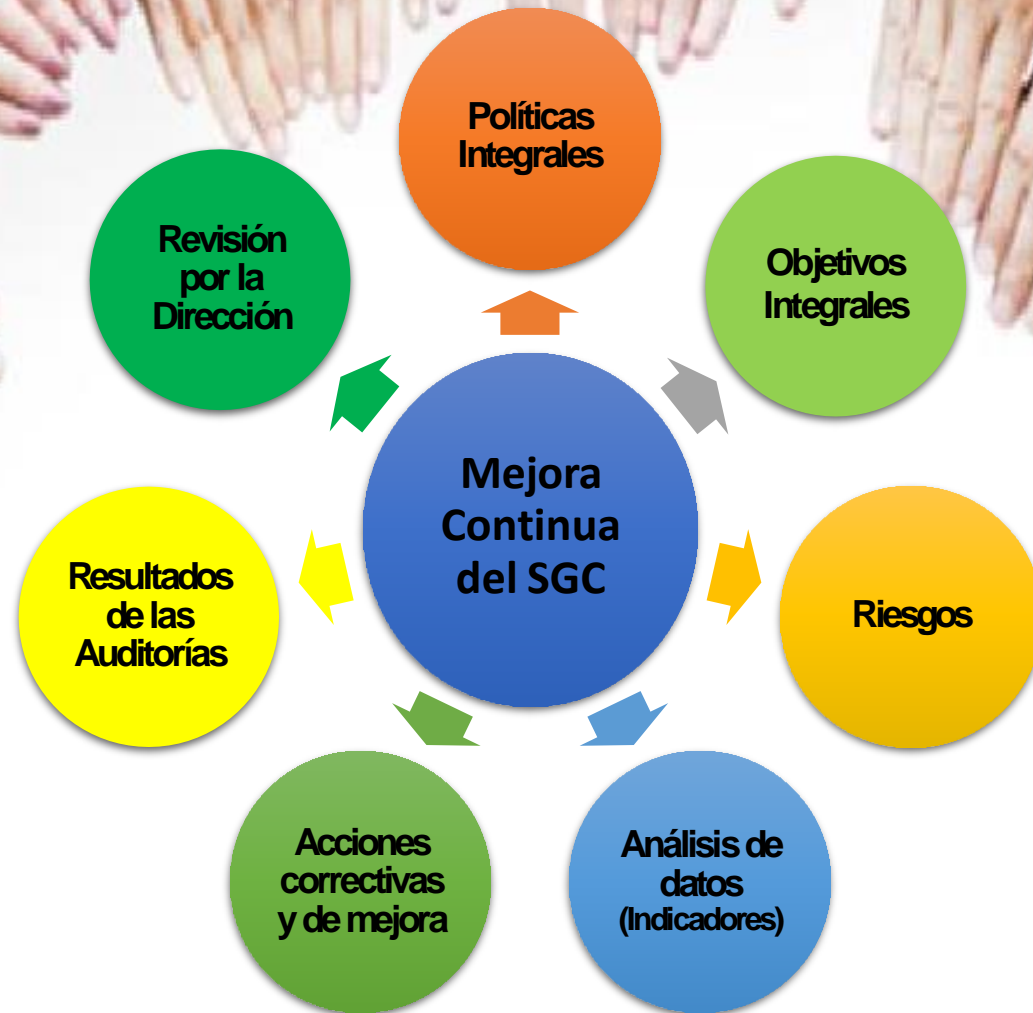 Políticas
Integrales
Objetivos
Integrales
Riesgos
Análisis de
datos
(Indicadores)
Acciones
correctivas
y de mejora
Resultados
de las
Auditorías
Revisión
por la
Dirección
Mejora
Continua
del SGC